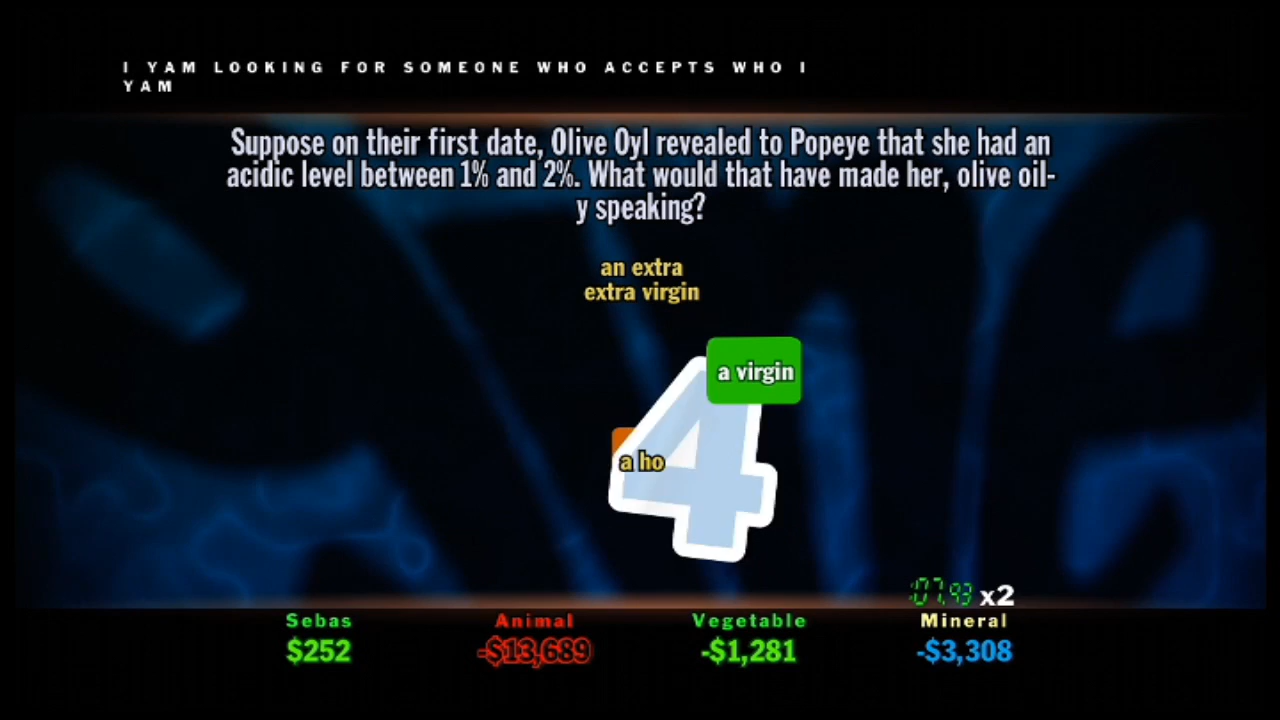 I YAM LOOKING FOR SOMEONE WHO ACCEPTS WHO I
YAM
Suppose on their first date, Olive Oyl revealed to Popeye that she had an
acidic level between 1% and 2%. What would that have made her, olive oil-
y speaking?
an extra
extra virgin
a virgin
a ho
4
:07.93 x2
Sebas Animal Vegetable Mineral
$252 -$13,689 -$1,281 -$3,308